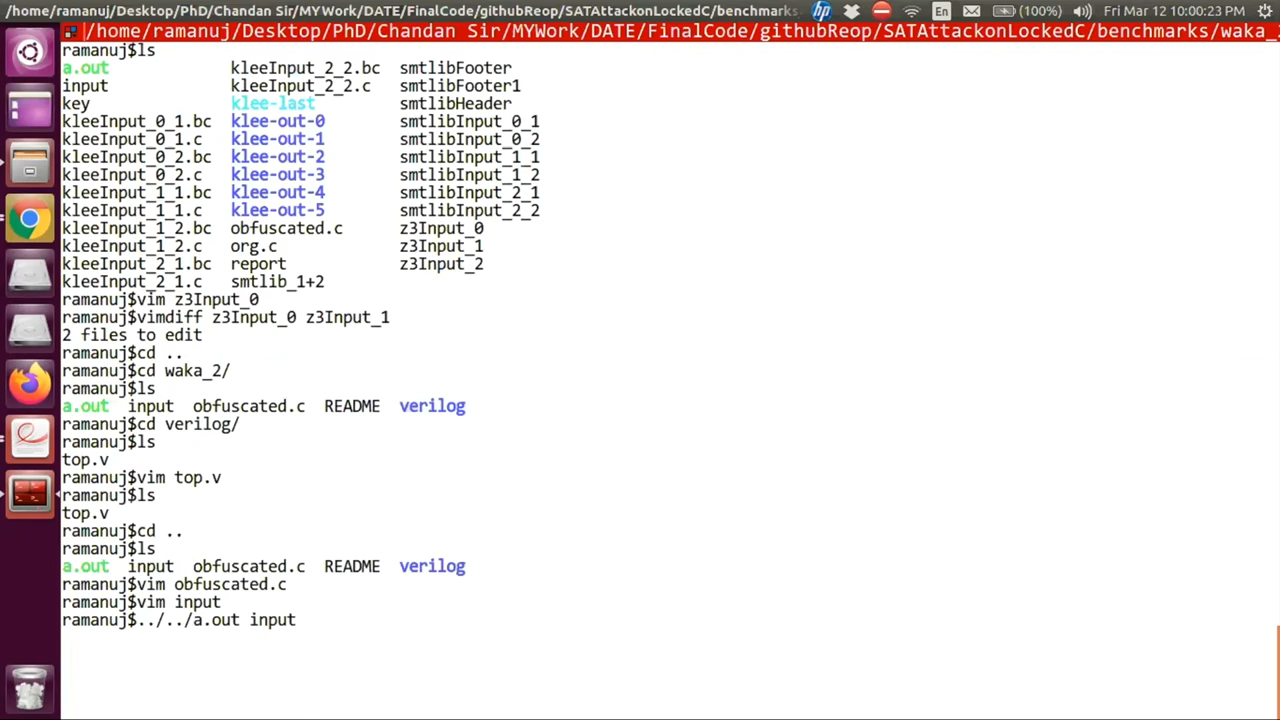 /home/ramanuj/Desktop/PhD/Chandan Sir/MYWork/DATE/FinalCode/githubReop/SATAttackonLockedC/benchmarks. En (100%) Fri Mar 12 10:00:23 PM
/home/ramanuj/Desktop/PhD/Chandan Sir/MYWork/DATE/FinalCode/githubReop/SATAttackonLockedC/benchmarks/waka_
ramanuj$ls
a.out kleeInput_2_2.bc smtlibFooter
input kleeInput_2_2.c smtlibFooter1
key klee-last smtlibHeader
kleeInput_0_1.bc klee-out-0 smtlibInput_0_1
kleeInput_0_1.c klee-out-1 smtlibInput_0_2
kleeInput_0_2.bc klee-out-2 smtlibInput_1_1
kleeInput_0_2.c klee-out-3 smtlibInput_1_2
kleeInput_1_1.bc klee-out-4 smtlibInput_2_1
kleeInput_1_1.c klee-out-5 smtlibInput_2_2
kleeInput_1_2.bc obfuscated.c z3Input_0
kleeInput_1_2.c org.c z3Input_1
kleeInput_2_1.bc report z3Input_2
kleeInput_2_1.c smtlib_1+2
ramanuj$vim z3Input_0
ramanuj$vimdiff z3Input_0 z3Input_1
2 files to edit
ramanuj$cd ..
ramanuj$cd waka_2/
ramanuj$ls
a.out input obfuscated.c README verilog
ramanuj$cd verilog/
ramanuj$ls
top.v
ramanuj$vim top.v
ramanuj$ls
top.v
ramanuj$cd ..
ramanuj$ls
a.out input obfuscated.c README verilog
ramanuj$vim obfuscated.c
ramanuj$vim input
ramanuj$../../a.out input